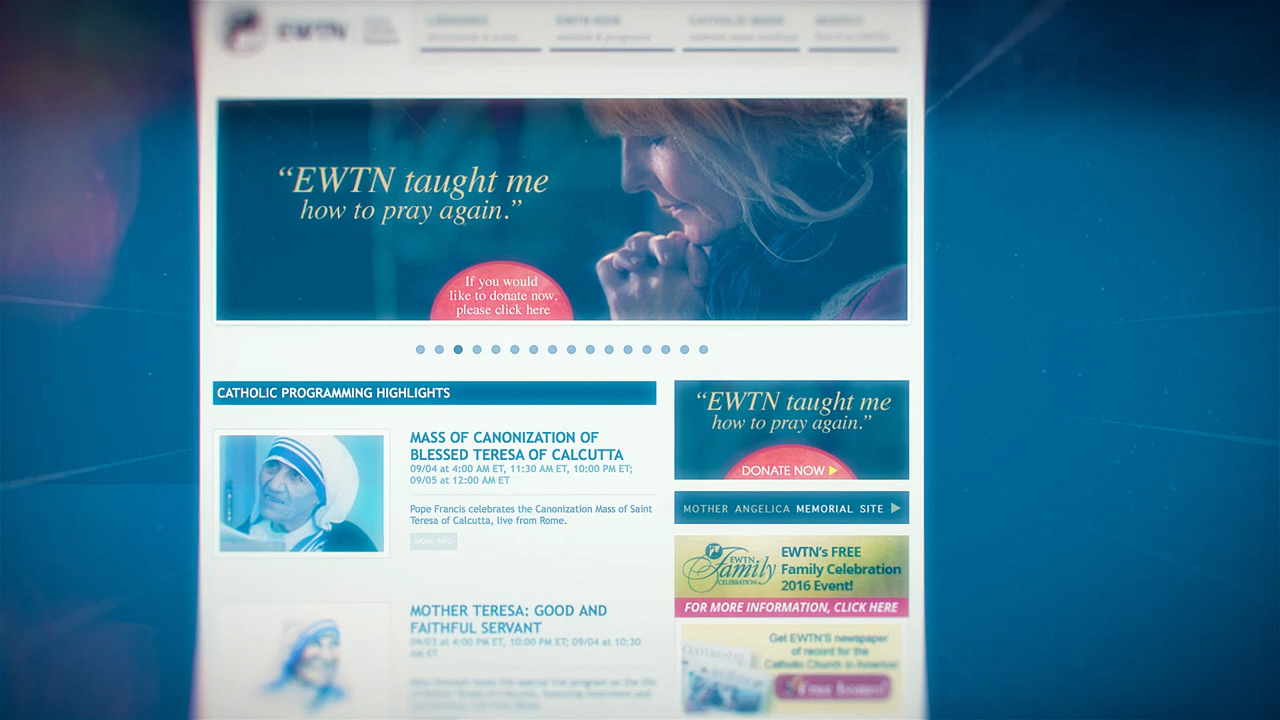 EWTN
“EWTN taught me
how to pray again.”
If you would
like to donate now,
please click here
CATHOLIC PROGRAMMING HIGHLIGHTS
MASS OF CANONIZATION OF
BLESSED TERESA OF CALCUTTA
09/04 at 4:00 AM ET, 11:30 AM ET, 10:00 PM ET;
09/05 at 12:00 AM ET
Pope Francis celebrates the Canonization Mass of Saint
Teresa of Calcutta, live from Rome.
MORE INFO
MOTHER TERESA: GOOD AND
FAITHFUL SERVANT
09/03 at 4:00 PM ET, 10:00 PM ET; 09/04 at 10:30
AM ET
“EWTN taught me
how to pray again.”
DONATE NOW
MOTHER ANGELICA MEMORIAL SITE
EWTN
Family
CELEBRATION
EWTN’s FREE
Family Celebration
2016 Event!
FOR MORE INFORMATION, CLICK HERE
Get EWTN'S newspaper
of record for the
Catholic Church in America!